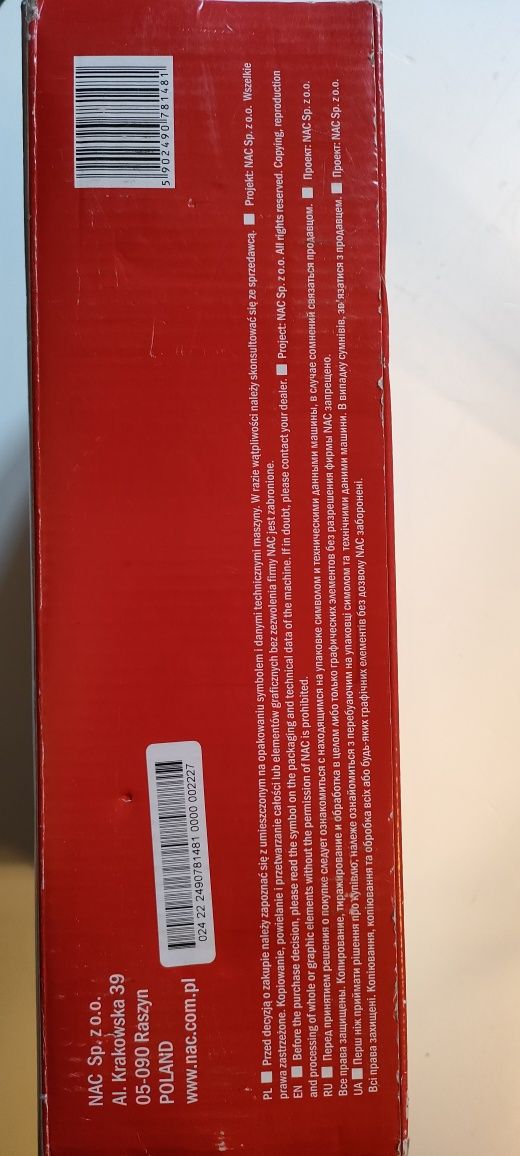 NAC Sp. z o.o.
Al. Krakowska 39
05-090 Raszyn
POLAND
www.nac.com.pl
024 22 2490781481 0000 002227
5 902490 781481
PL Przed decyzją o zakupie należy zapoznać się z umieszczonym na opakowaniu symbolem i danymi technicznymi maszyny. W razie wątpliwości należy skonsultować się ze sprzedawcą. Projekt: NAC Sp. z o.o. Wszelkie
prawa zastrzeżone. Kopiowanie, powielanie i przetwarzanie całości lub elementów graficznych bez zezwolenia firmy NAC jest zabronione.
EN Before the purchase decision, please read the symbol on the packaging and technical data of the machine. If in doubt, please contact your dealer. Project: NAC Sp. z o.o. All rights reserved. Copying, reproduction
and processing of whole or graphic elements without the permission of NAC is prohibited.
RU Перед принятием решения о покупке следует ознакомиться с находящимся на упаковке символом и техническими данными машины, в случае сомнений связаться продавцом. Проект: NAC Sp. z o.o.
Все права защищены. Копирование, тиражирование и обработка в целом либо только графических элементов без разрешения фирмы NAC запрещено.
UA Перш ніж приймати рішення про купівлю, належе ознайомиться з перебуаючим на упаковці симолом та технічними даними машини. В випадку сумнівів, зв'язатися з продавцем. Проект: NAC Sp. z o.o.
Всі права захищені. Копіювання, копіювання та обробка всіх або будь-яких графічних елементів без дозволу NAC заборонені.